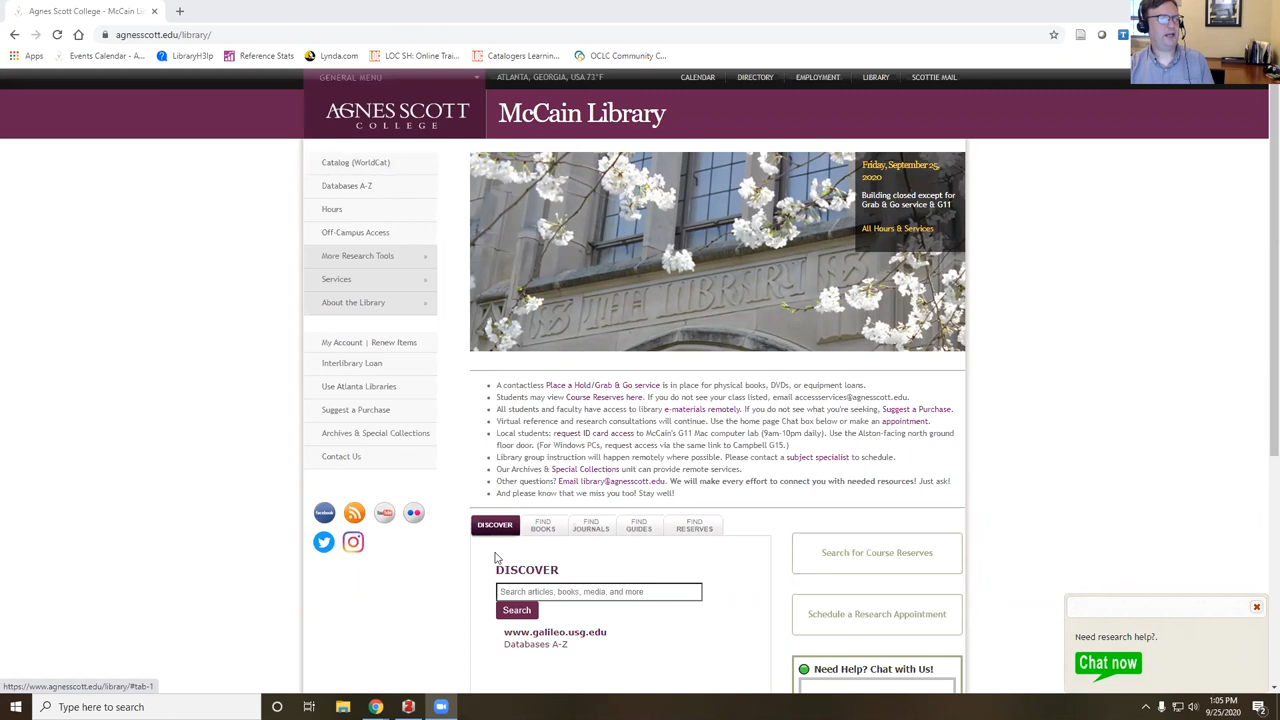 Agnes Scott College - McCain Li
agnesscott.edu/library/
Apps
Events Calendar - A...
LibraryH3lp
Reference Stats
Lynda.com
LOC SH: Online Trai...
Catalogers Learnin...
OCLC Community C...
GENERAL MENU
ATLANTA, GEORGIA, USA 73°F
CALENDAR
DIRECTORY
EMPLOYMENT
LIBRARY
SCOTTIE MAIL
AGNES SCOTT
COLLEGE
McCain Library
Catalog (WorldCat)
Databases A-Z
Hours
Off-Campus Access
More Research Tools »
Services »
About the Library »
My Account | Renew Items
Interlibrary Loan
Use Atlanta Libraries
Suggest a Purchase
Archives & Special Collections
Contact Us
facebook
You Tube
THE LIBRARY
Friday, September 25,
2020
Building closed except for
Grab & Go service & G11
All Hours & Services
• A contactless Place a Hold/Grab & Go service is in place for physical books, DVDs, or equipment loans.
• Students may view Course Reserves here. If you do not see your class listed, email accessservices@agnesscott.edu.
• All students and faculty have access to library e-materials remotely. If you do not see what you're seeking, Suggest a Purchase.
• Virtual reference and research consultations will continue. Use the home page Chat box below or make an appointment.
• Local students: request ID card access to McCain's G11 Mac computer lab (9am-10pm daily). Use the Alston-facing north ground
floor door. (For Windows PCs, request access via the same link to Campbell G15.)
• Library group instruction will happen remotely where possible. Please contact a subject specialist to schedule.
• Our Archives & Special Collections unit can provide remote services.
• Other questions? Email library@agnesscott.edu. We will make every effort to connect you with needed resources! Just ask!
• And please know that we miss you too! Stay well!
DISCOVER
FIND
BOOKS
FIND
JOURNALS
FIND
GUIDES
FIND
RESERVES
DISCOVER
Search articles, books, media, and more
Search
www.galileo.usg.edu
Databases A-Z
Search for Course Reserves
Schedule a Research Appointment
Need Help? Chat with Us!
Need research help?.
Chat now
https://www.agnesscott.edu/library/#tab-1
Type here to search
1:05 PM
9/25/2020
2